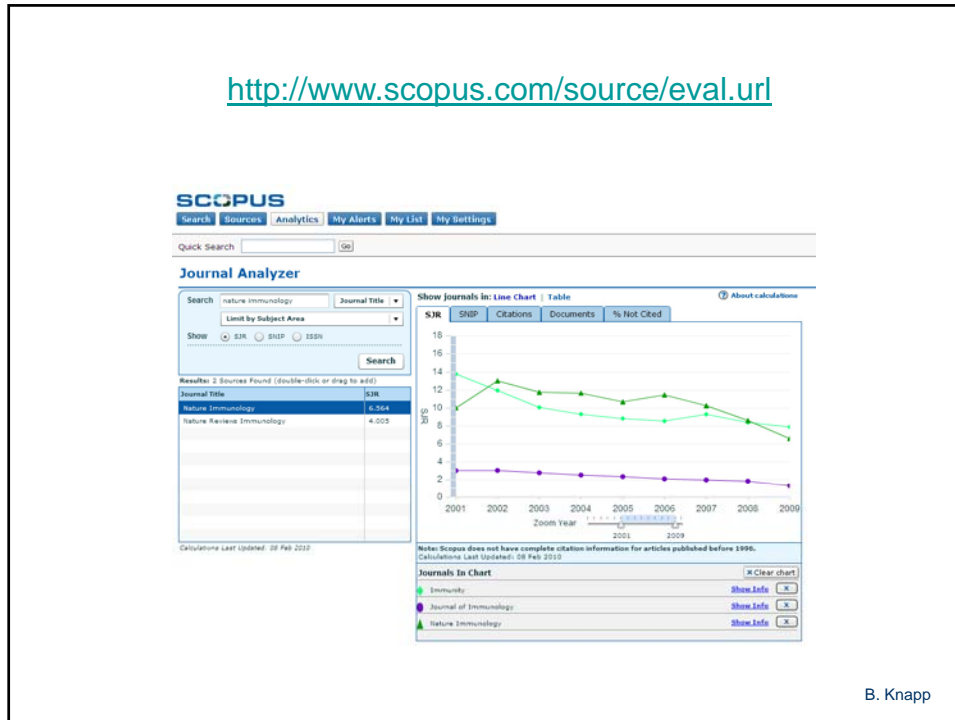 http://www.scopus.com/source/eval.url
SCOPUS
Search Sources Analytics My Alerts My List My Settings
Quick Search Go
Journal Analyzer
Search nature immunology Journal Title
Limit by Subject Area
Show SJR SNIP ISSN
Search
Results: 2 Sources Found (double-click or drag to add)
Journal Title SJR
Nature Immunology 6.564
Nature Reviews Immunology 4.005
Calculations Last Updated: 08 Feb 2010
Show journals in: Line Chart | Table
About calculations
SJR SNIP Citations Documents % Not Cited
18
16
14
12
10
8
6
4
2
0
SJR
2001 2002 2003 2004 2005 2006 2007 2008 2009
Zoom Year
2001 2009
Note: Scopus does not have complete citation information for articles published before 1996.
Calculations Last Updated: 08 Feb 2010
Journals In Chart
x Clear chart
Immunity Show Info x
Journal of Immunology Show Info x
Nature Immunology Show Info x
B. Knapp